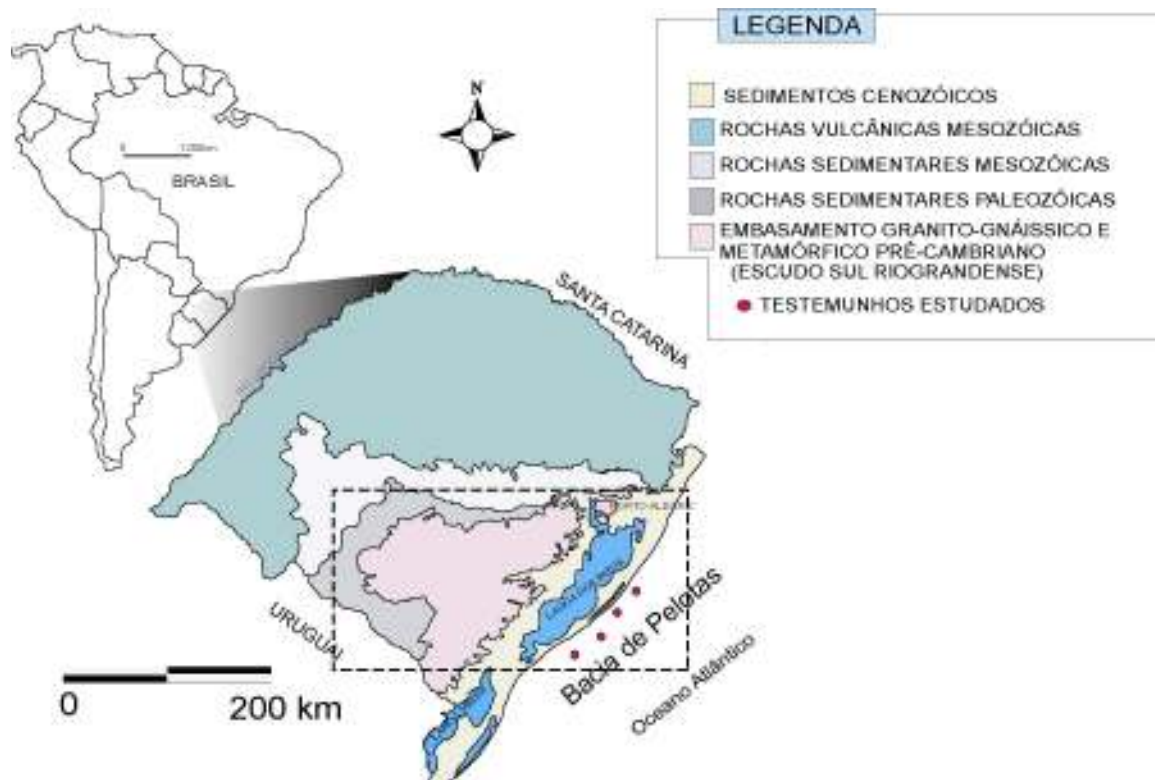 LEGENDA
SEDIMENTOS CENOZÓICOS
ROCHAS VULCÂNICAS MESOZÓICAS
ROCHAS SEDIMENTARES MESOZÓICAS
ROCHAS SEDIMENTARES PALEOZÓICAS
EMBASAMENTO GRANITO-GNÁISSICO E
METAMÓRFICO PRÉ-CAMBRIANO
(ESCUDO SUL RIOGRANDENSE)
TESTEMUNHOS ESTUDADOS
N
0
BRASIL
SANTA CATARINA
URUGUAI
Bacia de Pelotas
Oceano Atlântico
0 200 km